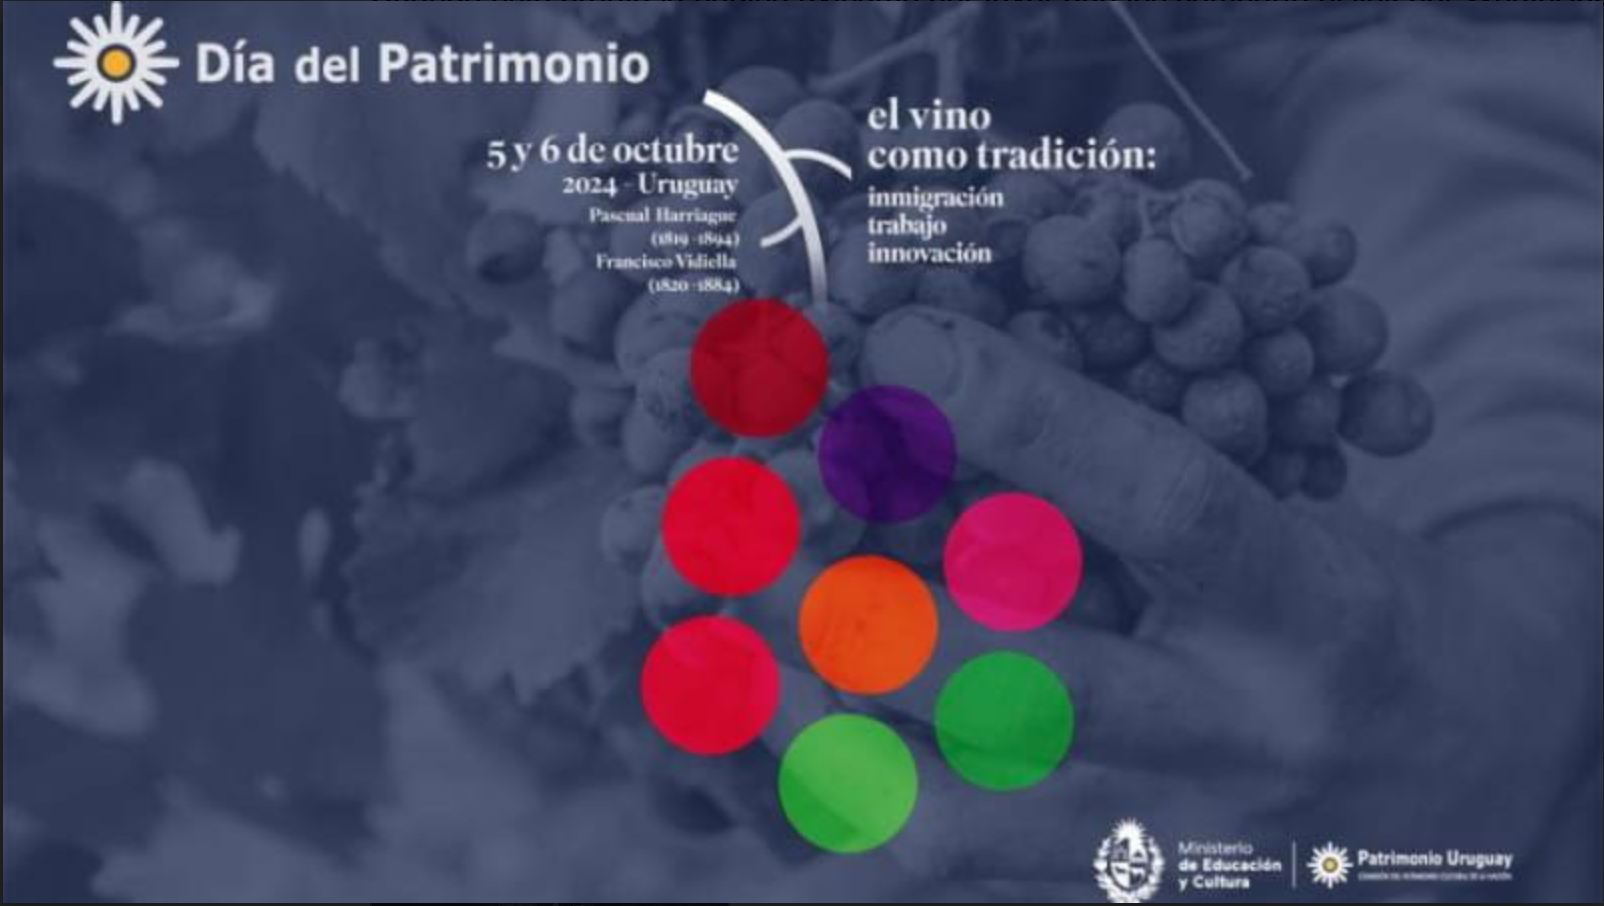 Día del Patrimonio
5 y 6 de octubre
2024 - Uruguay
Pascual Harriague
(1819-1894)
Francisco Vidiella
(1820-1884)
el vino
como tradición:
inmigración
trabajo
innovación
Ministerio
de Educación
y Cultura
Patrimonio Uruguay